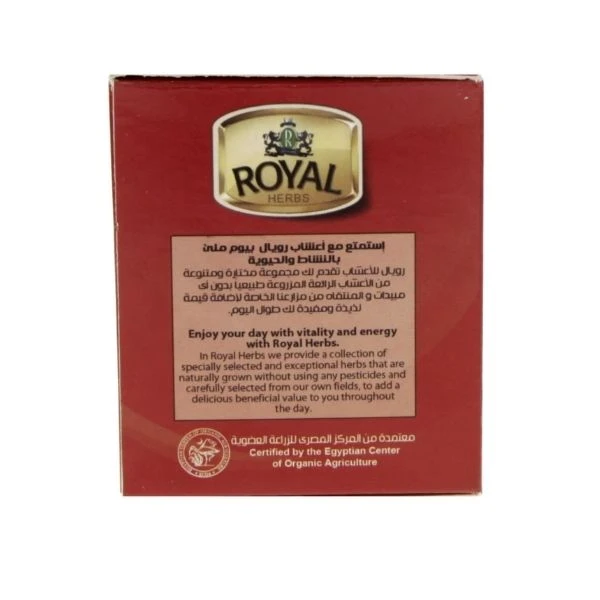 R
ROYAL
HERBS
إستمتع مع أعشاب رويال بيوم ملئ
بالنشاط والحيوية
رويال للأعشاب تقدم لك مجموعة مختارة ومتنوعة
من الأعشاب الرائعة المزروعة طبيعيا بدون أى
مبيدات و المنتقاه من مزارعنا الخاصة لإضافة قيمة
لذيذة ومفيدة لك طوال اليوم.
Enjoy your day with vitality and energy
with Royal Herbs.
In Royal Herbs we provide a collection of
specially selected and exceptional herbs that are
naturally grown without using any pesticides and
carefully selected from our own fields, to add a
delicious beneficial value to you throughout
the day.
معتمدة من المركز المصرى للزراعة العضوية
Certified by the Egyptian Center
of Organic Agriculture